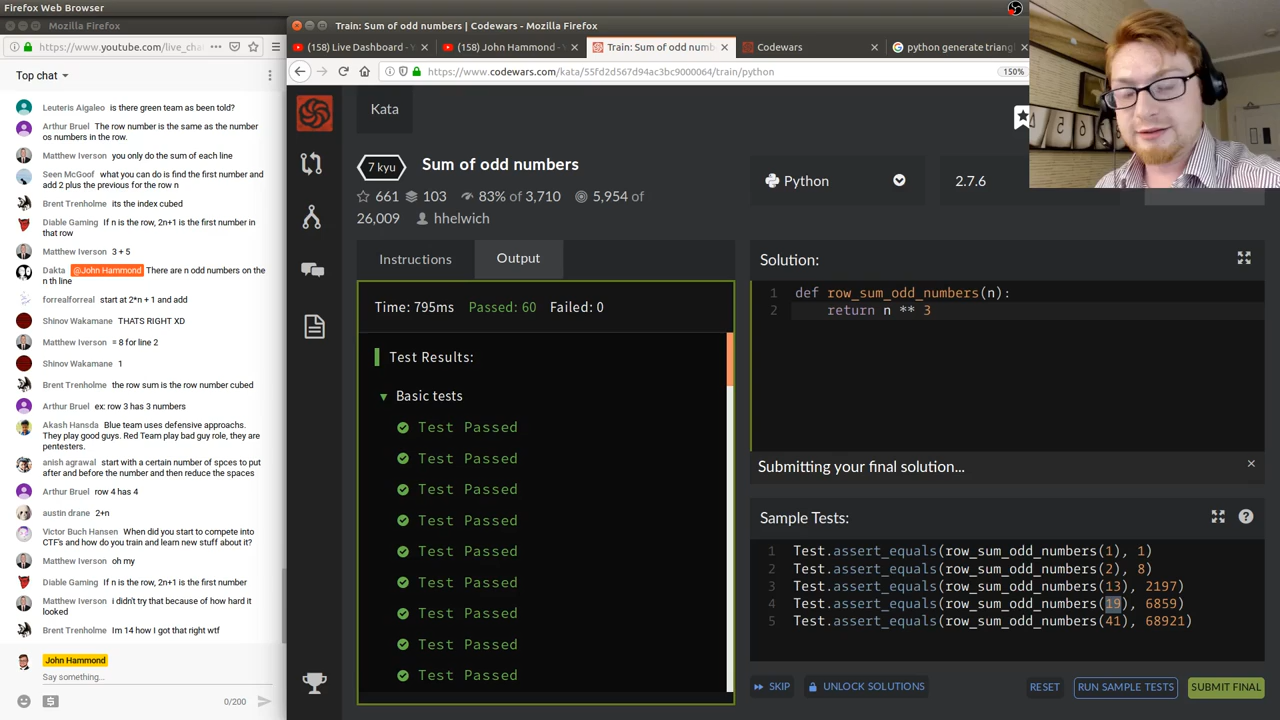 Firefox Web Browser
Mozilla Firefox
https://www.youtube.com/live_cha
Top chat
Leuteris Aigaleo is there green team as been told?
Arthur Bruel The row number is the same as the number
os numbers in the row.
Matthew Iverson you only do the sum of each line
Seen McGoof what you can do is find the first number and
add 2 plus the previous for the row n
Brent Trenholme its the index cubed
Diable Gaming If n is the row, 2n+1 is the first number in
that row
Matthew Iverson 3 + 5
Dakta @John Hammond There are n odd numbers on the
n th line
forrealforreal start at 2*n + 1 and add
Shinov Wakamane THATS RIGHT XD
Matthew Iverson = 8 for line 2
Shinov Wakamane 1
Brent Trenholme the row sum is the row number cubed
Arthur Bruel ex: row 3 has 3 numbers
Akash Hansda Blue team uses defensive approachs.
They play good guys. Red Team play bad guy role, they are
pentesters.
anish agrawal start with a certain number of spces to put
after and before the number and then reduce the spaces
Arthur Bruel row 4 has 4
austin drane 2+n
Victor Buch Hansen When did you start to compete into
CTF's and how do you train and learn new stuff about it?
Matthew Iverson oh my
Diable Gaming If n is the row, 2n+1 is the first number
Matthew Iverson i didn't try that because of how hard it
looked
Brent Trenholme Im 14 how I got that right wtf
John Hammond
Say something...
0/200
Train: Sum of odd numbers | Codewars - Mozilla Firefox
(158) Live Dashboard - Y
(158) John Hammond - Y
Train: Sum of odd numb
Codewars
python generate triang
https://www.codewars.com/kata/55fd2d567d94ac3bc9000064/train/python
150%
Kata
7 kyu
Sum of odd numbers
661 103 83% of 3,710 5,954 of
26,009 hhelwich
Python
2.7.6
Instructions
Output
Time: 795ms Passed: 60 Failed: 0
Test Results:
Basic tests
Test Passed
Test Passed
Test Passed
Test Passed
Test Passed
Test Passed
Test Passed
Test Passed
Test Passed
Solution:
1 def row_sum_odd_numbers(n):
2 return n ** 3
Submitting your final solution...
Sample Tests:
1 Test.assert_equals(row_sum_odd_numbers(1), 1)
2 Test.assert_equals(row_sum_odd_numbers(2), 8)
3 Test.assert_equals(row_sum_odd_numbers(13), 2197)
4 Test.assert_equals(row_sum_odd_numbers(19), 6859)
5 Test.assert_equals(row_sum_odd_numbers(41), 68921)
SKIP
UNLOCK SOLUTIONS
RESET
RUN SAMPLE TESTS
SUBMIT FINAL